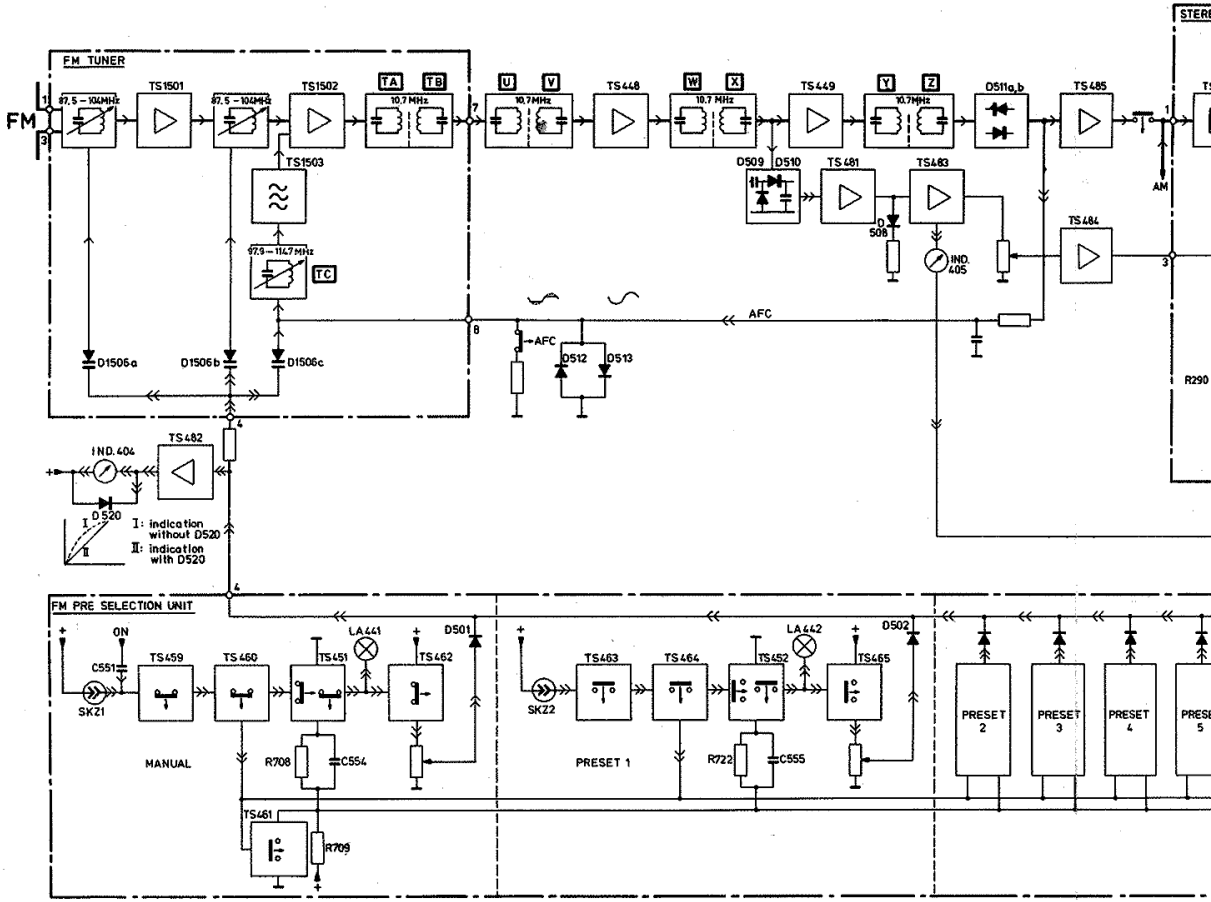 STERE
FM TUNER
TS1501
TS1502
TA
TB
U
V
W
X
Y
Z
D511a,b
TS485
TS448
TS449
87,5-104MHz
87,5-104MHz
10,7 MHz
10,7 MHz
10,7 MHz
10,7MHz
FM
1
3
7
1
TS1503
D509
D510
TS481
TS483
AM
D
508
IND.
405
TS484
3
97,9-114,7MHz
TC
8
AFC
AFC
D1506a
D1506b
D1506c
D512
D513
R290
4
TS482
IND.404
+
D520
I
II
I: indication
without D520
II: indication
with D520
4
FM PRE SELECTION UNIT
+
ON
C551
TS459
TS460
TS451
LA441
+
TS462
D501
SKZ1
+
TS463
TS464
TS452
LA442
+
TS465
D502
SKZ2
PRESET
2
PRESET
3
PRESET
4
PRESE
5
MANUAL
R708
C554
PRESET 1
R722
C555
TS461
R709
+